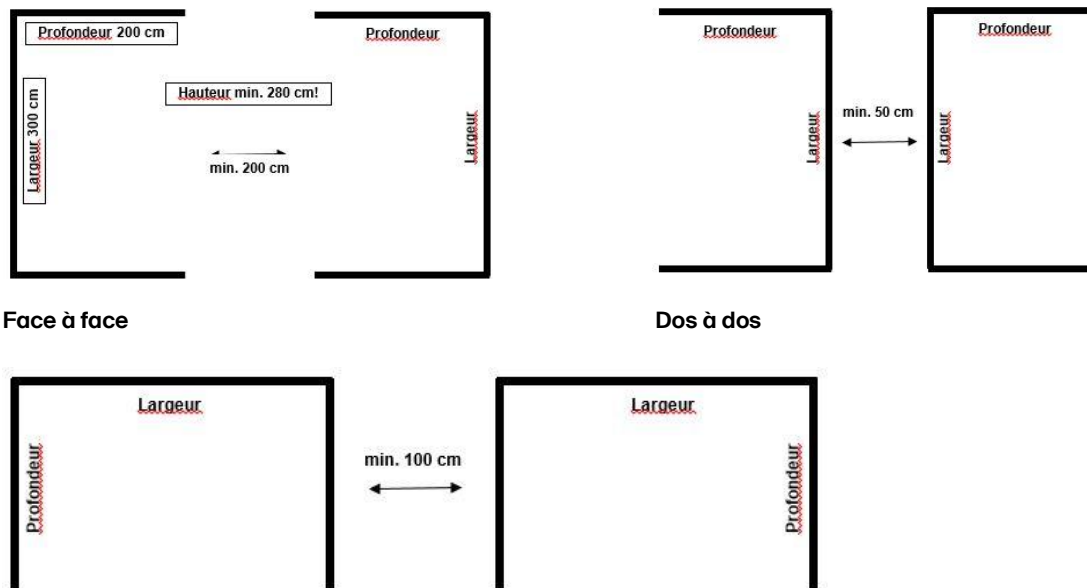 Profondeur 200 cm
Largeur 300 cm
Hauteur min. 280 cm!
min. 200 cm
Profondeur
Largeur
Profondeur
Largeur
min. 50 cm
Profondeur
Largeur
Face à face
Dos à dos
Largeur
Profondeur
min. 100 cm
Largeur
Profondeur